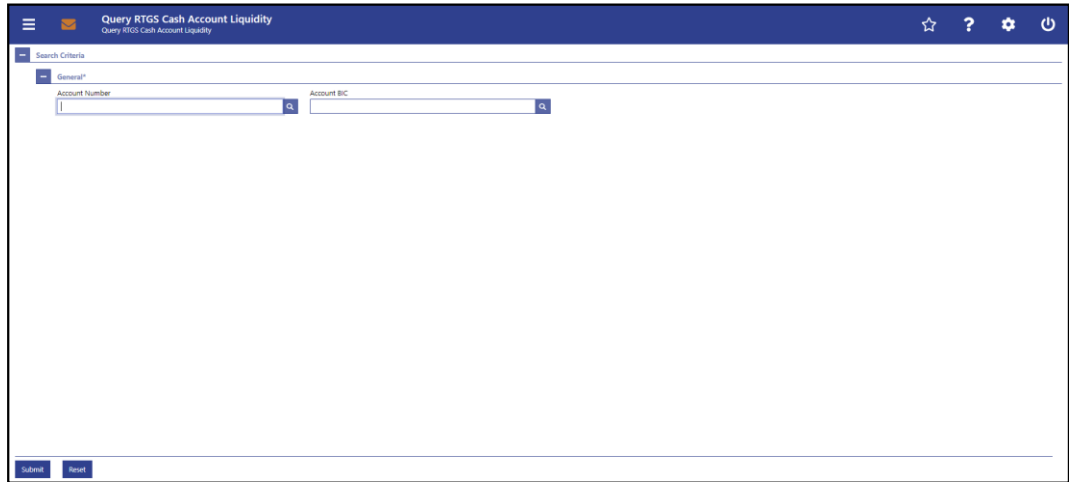 Query RTGS Cash Account Liquidity
Query RTGS Cash Account Liquidity
Search Criteria
General*
Account Number Account BIC
Submit Reset